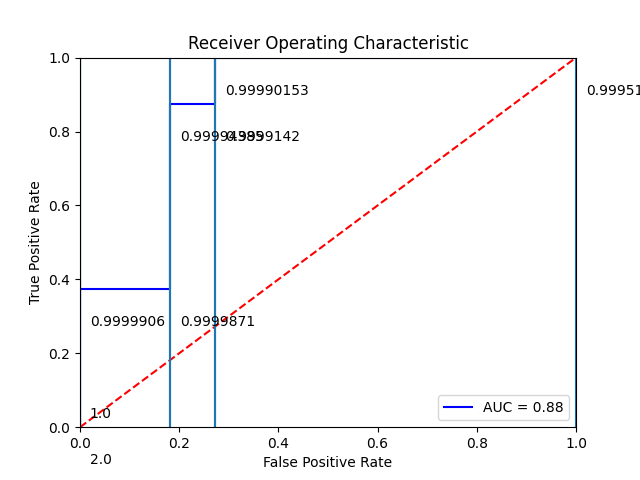 Receiver Operating Characteristic
1.0
0.8
0.6
0.4
0.2
0.0
True Positive Rate
0.99990153
0.99951
0.9999906
0.9999871
1.0
2.0
AUC = 0.88
0.0 0.2 0.4 0.6 0.8 1.0
False Positive Rate